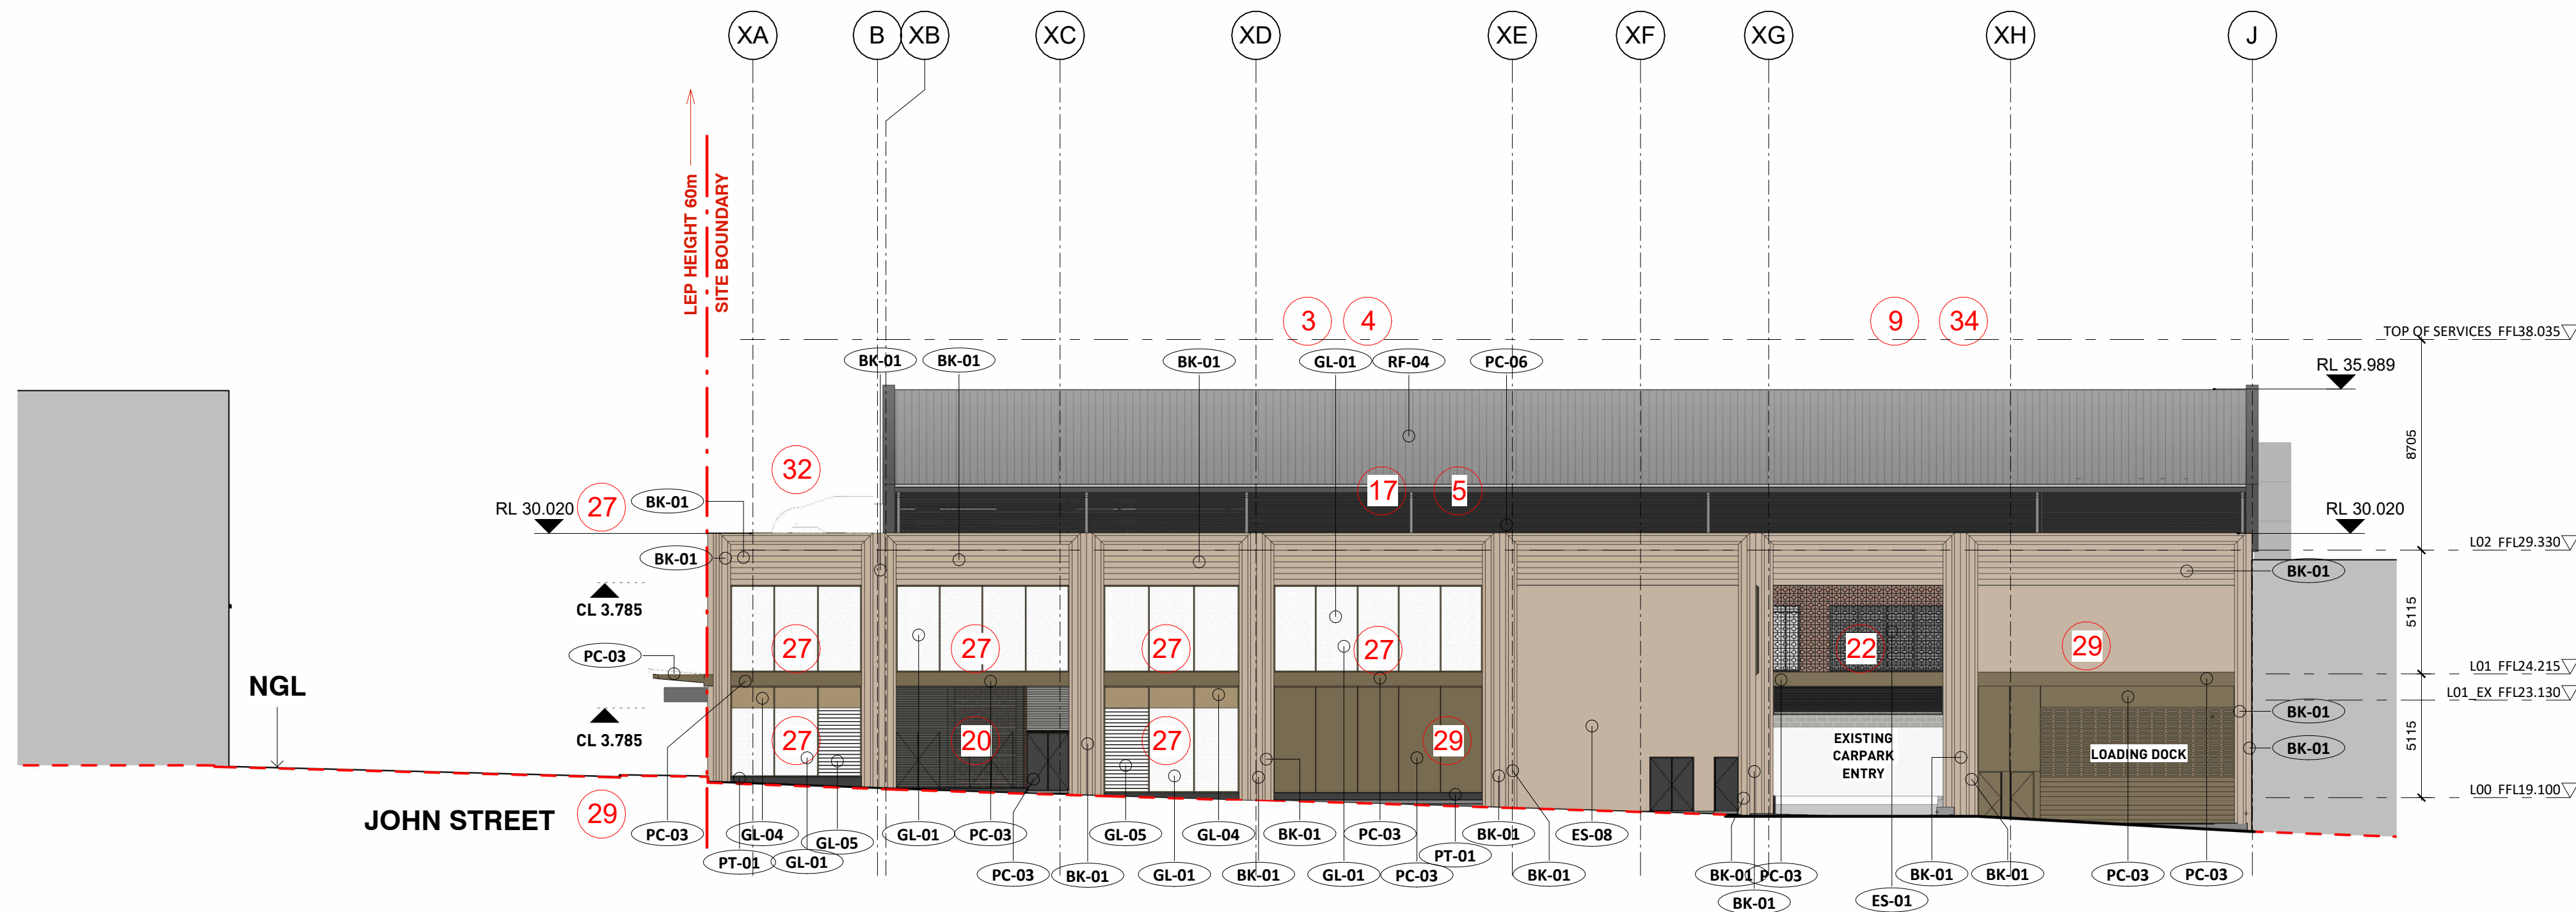 XA
B
XB
XC
XD
XE
XF
XG
XH
J
LEP HEIGHT 60m
SITE BOUNDARY
3
4
9
34
TOP OF SERVICES FFL38.035
BK-01
BK-01
BK-01
GL-01
RF-04
PC-06
RL 35.989
8705
32
17
5
27
BK-01
RL 30.020
RL 30.020
L02 FFL29.330
BK-01
BK-01
CL 3.785
5115
27
27
27
27
22
29
PC-03
L01 FFL24.215
NGL
L01_EX FFL23.130
BK-01
CL 3.785
27
20
27
29
EXISTING
CARPARK
ENTRY
LOADING DOCK
BK-01
5115
L00 FFL19.100
JOHN STREET
29
PC-03
GL-04
GL-05
GL-01
PC-03
GL-05
GL-04
BK-01
PC-03
BK-01
ES-08
PT-01
GL-01
PC-03
BK-01
GL-01
BK-01
GL-01
PC-03
PT-01
BK-01
BK-01
PC-03
BK-01
ES-01
BK-01
BK-01
PC-03
PC-03